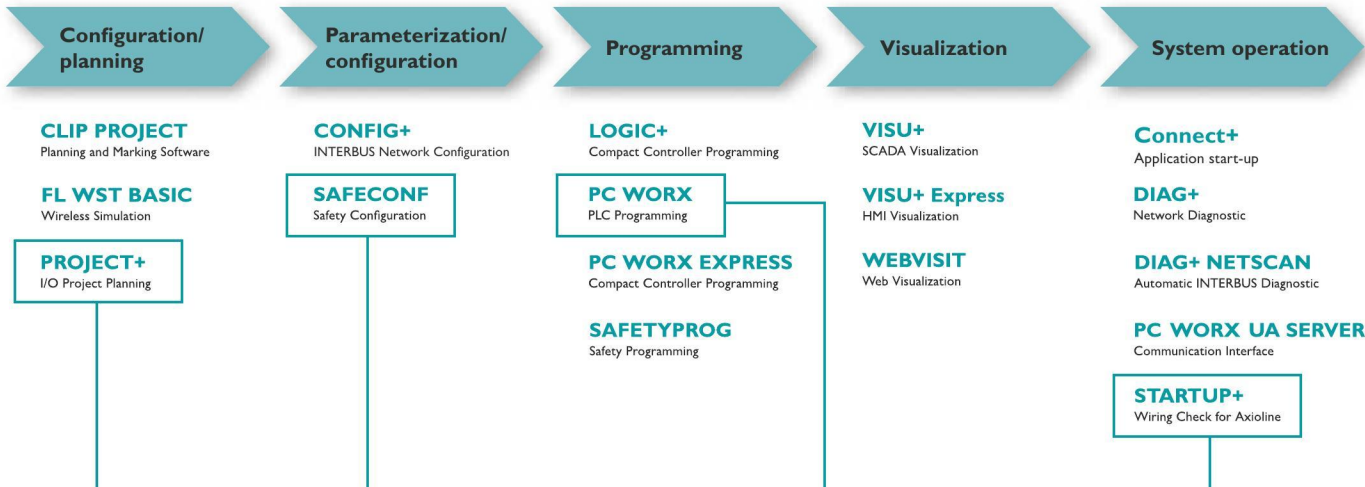 Configuration/
planning
Parameterization/
configuration
Programming
Visualization
System operation
CLIP PROJECT
Planning and Marking Software
FL WST BASIC
Wireless Simulation
PROJECT+
I/O Project Planning
CONFIG+
INTERBUS Network Configuration
SAFECONF
Safety Configuration
LOGIC+
Compact Controller Programming
PC WORX
PLC Programming
PC WORX EXPRESS
Compact Controller Programming
SAFETYPROG
Safety Programming
VISU+
SCADA Visualization
VISU+ Express
HMI Visualization
WEBVISIT
Web Visualization
Connect+
Application start-up
DIAG+
Network Diagnostic
DIAG+ NETSCAN
Automatic INTERBUS Diagnostic
PC WORX UA SERVER
Communication Interface
STARTUP+
Wiring Check for Axioline